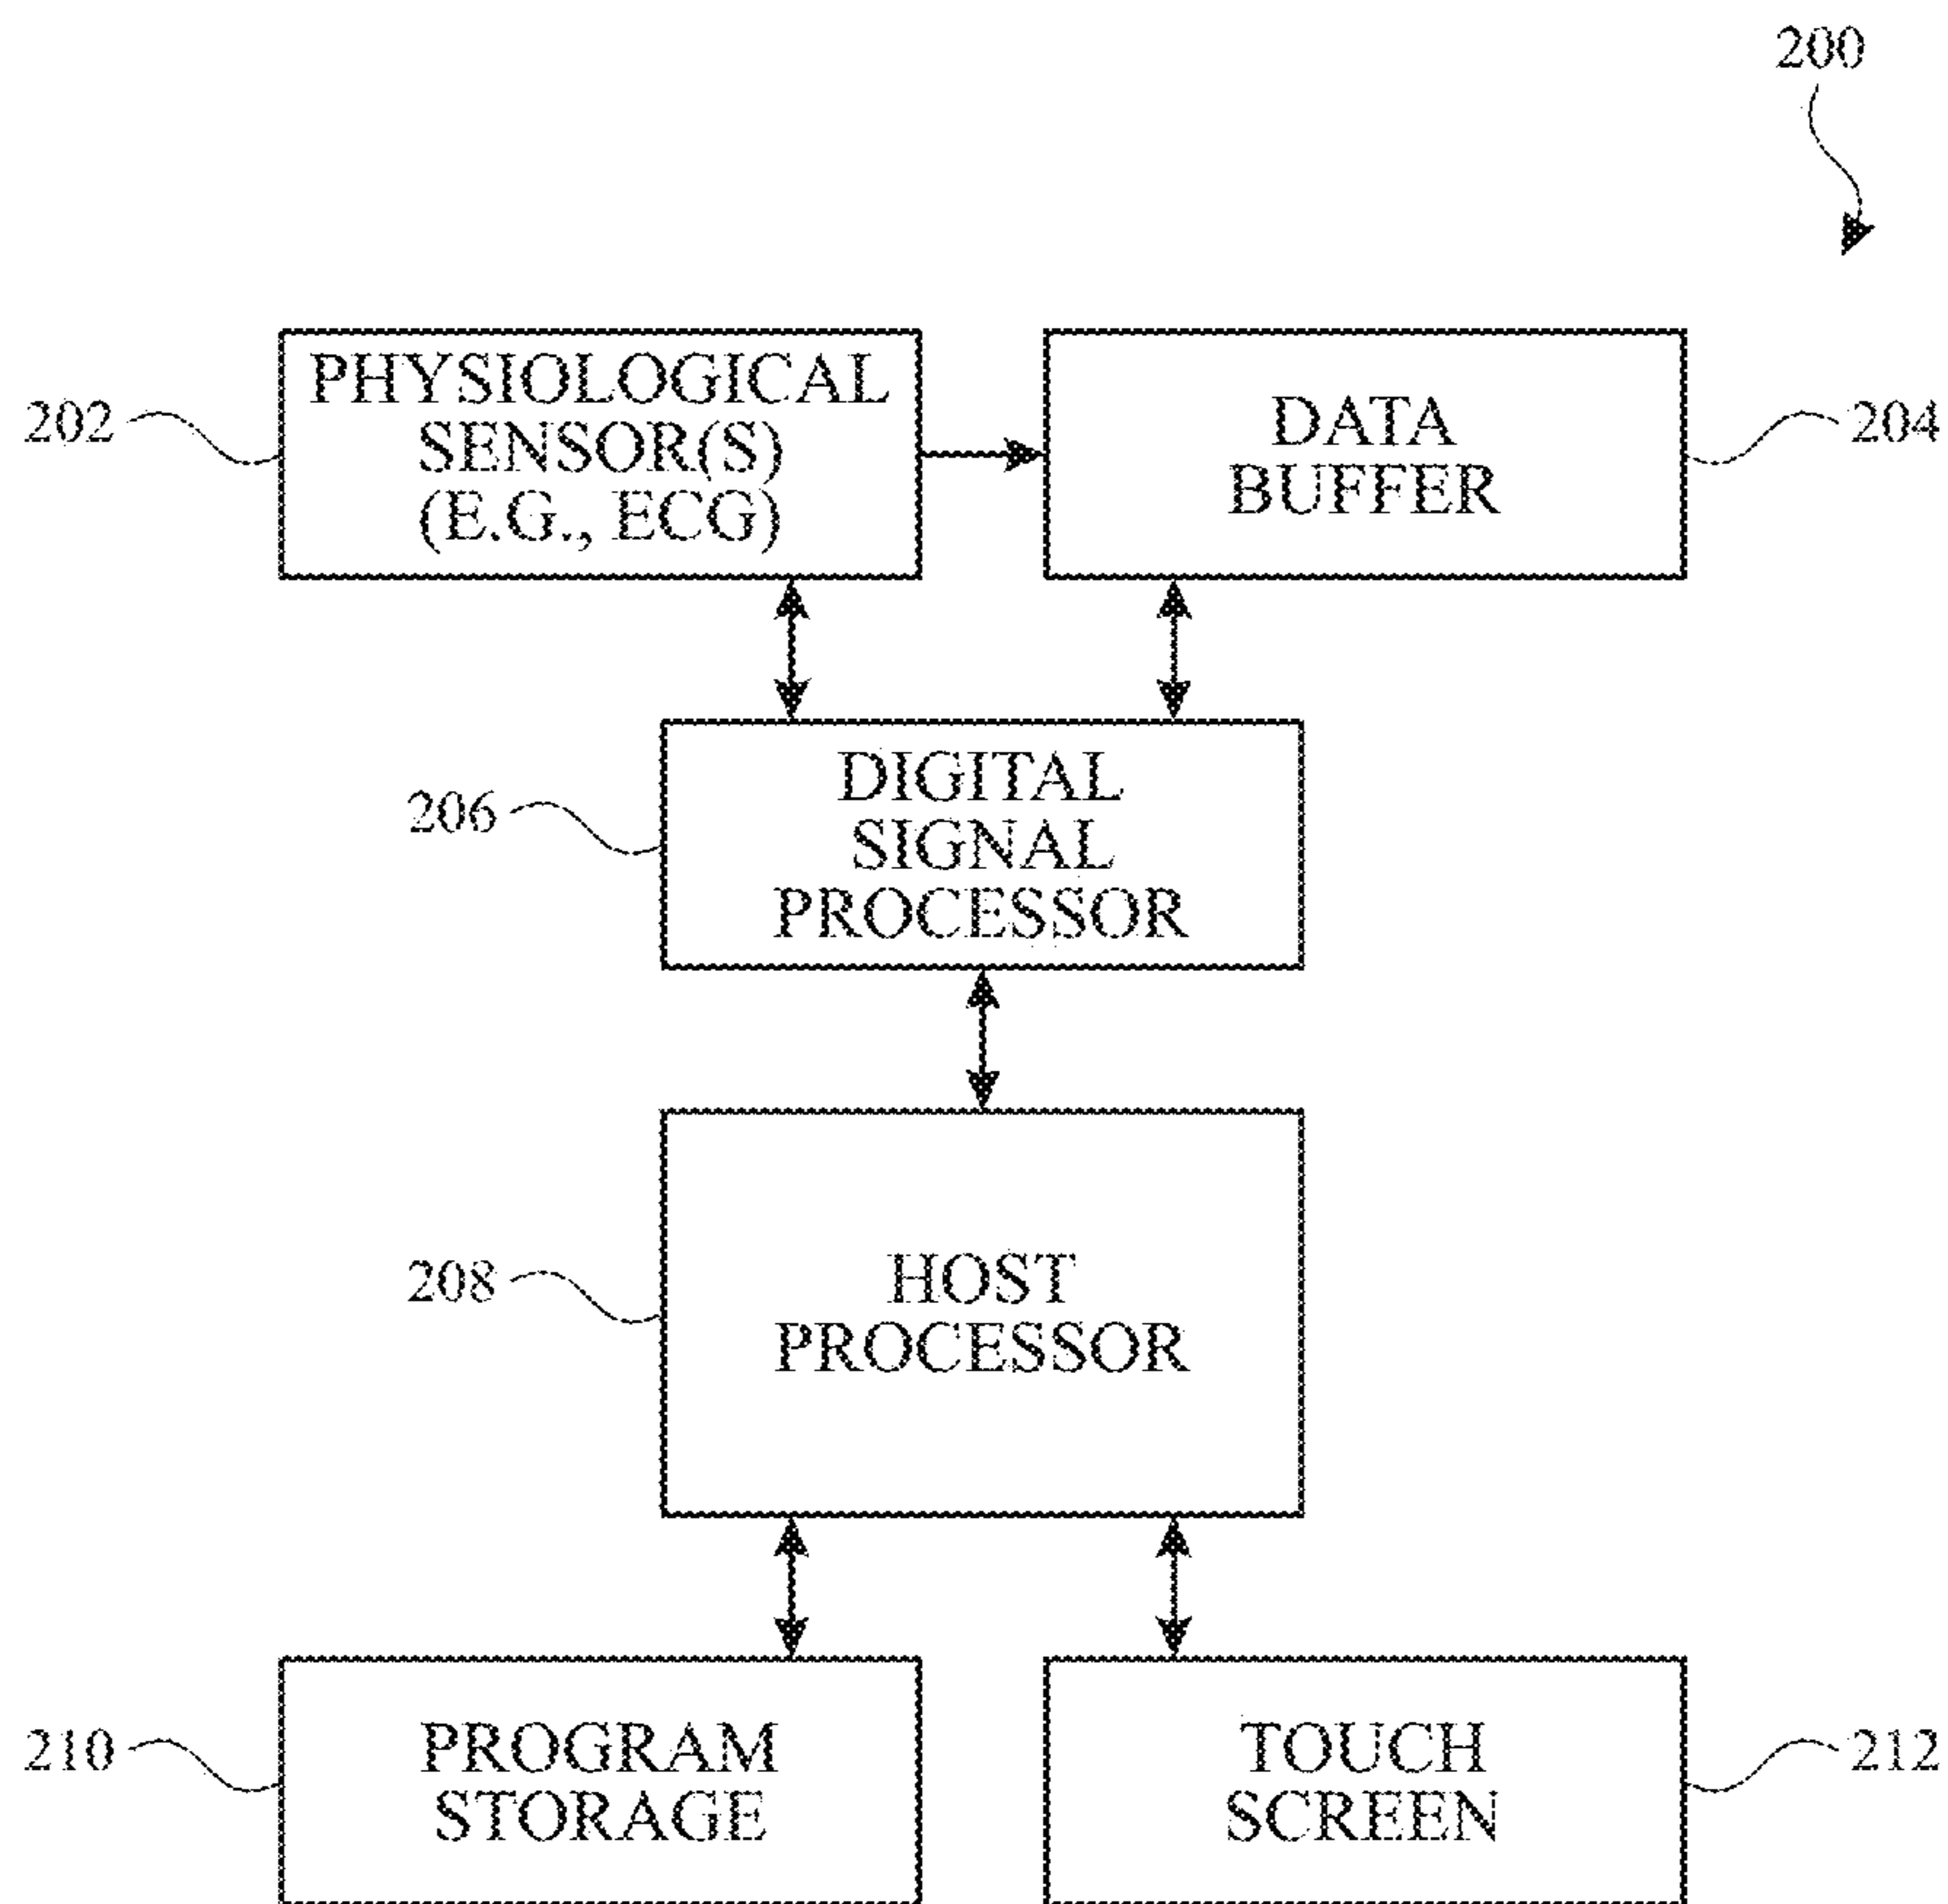 200
202
PHYSIOLOGICAL
SENSOR(S)
(E.G., ECG)
DATA
BUFFER
204
206
DIGITAL
SIGNAL
PROCESSOR
208
HOST
PROCESSOR
210
PROGRAM
STORAGE
TOUCH
SCREEN
212